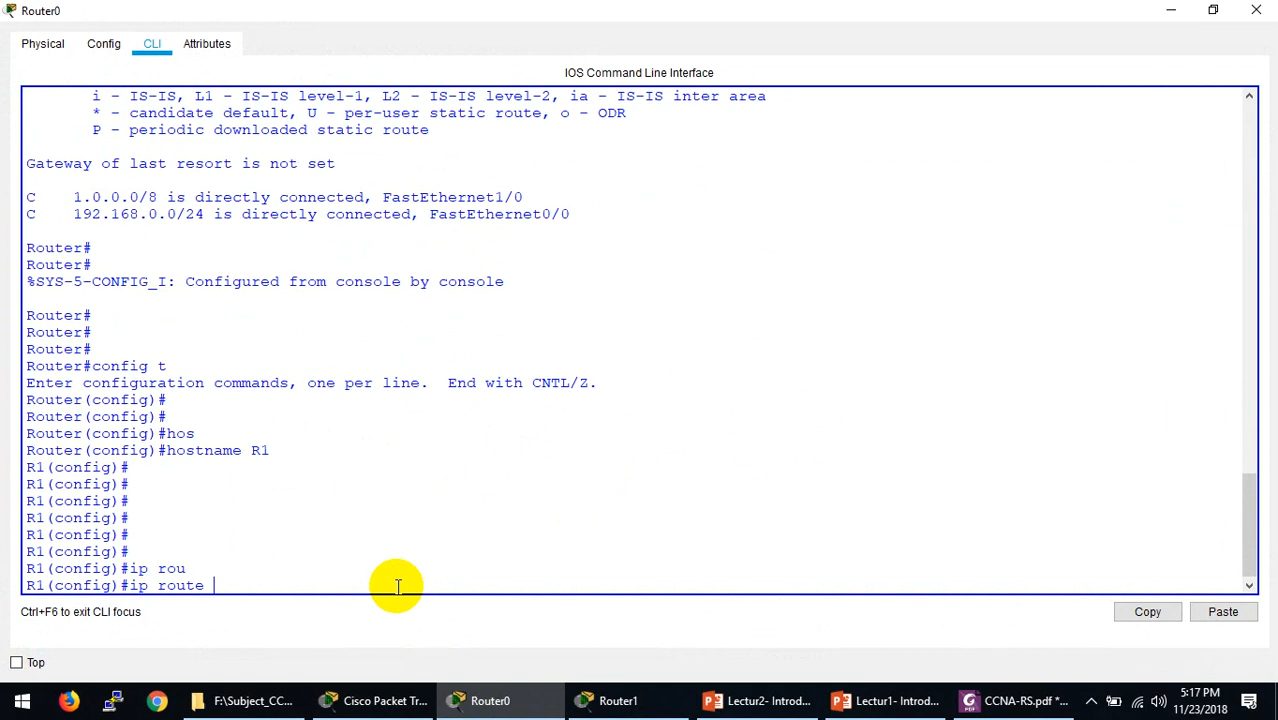 Router0
Physical Config CLI Attributes
IOS Command Line Interface
i - IS-IS, L1 - IS-IS level-1, L2 - IS-IS level-2, ia - IS-IS inter area
* - candidate default, U - per-user static route, o - ODR
P - periodic downloaded static route
Gateway of last resort is not set
C 1.0.0.0/8 is directly connected, FastEthernet1/0
C 192.168.0.0/24 is directly connected, FastEthernet0/0
Router#
Router#
%SYS-5-CONFIG_I: Configured from console by console
Router#
Router#
Router#
Router#config t
Enter configuration commands, one per line. End with CNTL/Z.
Router(config)#
Router(config)#
Router(config)#hos
Router(config)#hostname R1
R1(config)#
R1(config)#
R1(config)#
R1(config)#
R1(config)#
R1(config)#
R1(config)#ip rou
R1(config)#ip route
Ctrl+F6 to exit CLI focus
Copy Paste
Top
F:\Subject_CC... Cisco Packet Tr... Router0 Router1 Lectur2- Introd... Lectur1- Introd... CCNA-RS.pdf *... 5:17 PM
11/23/2018